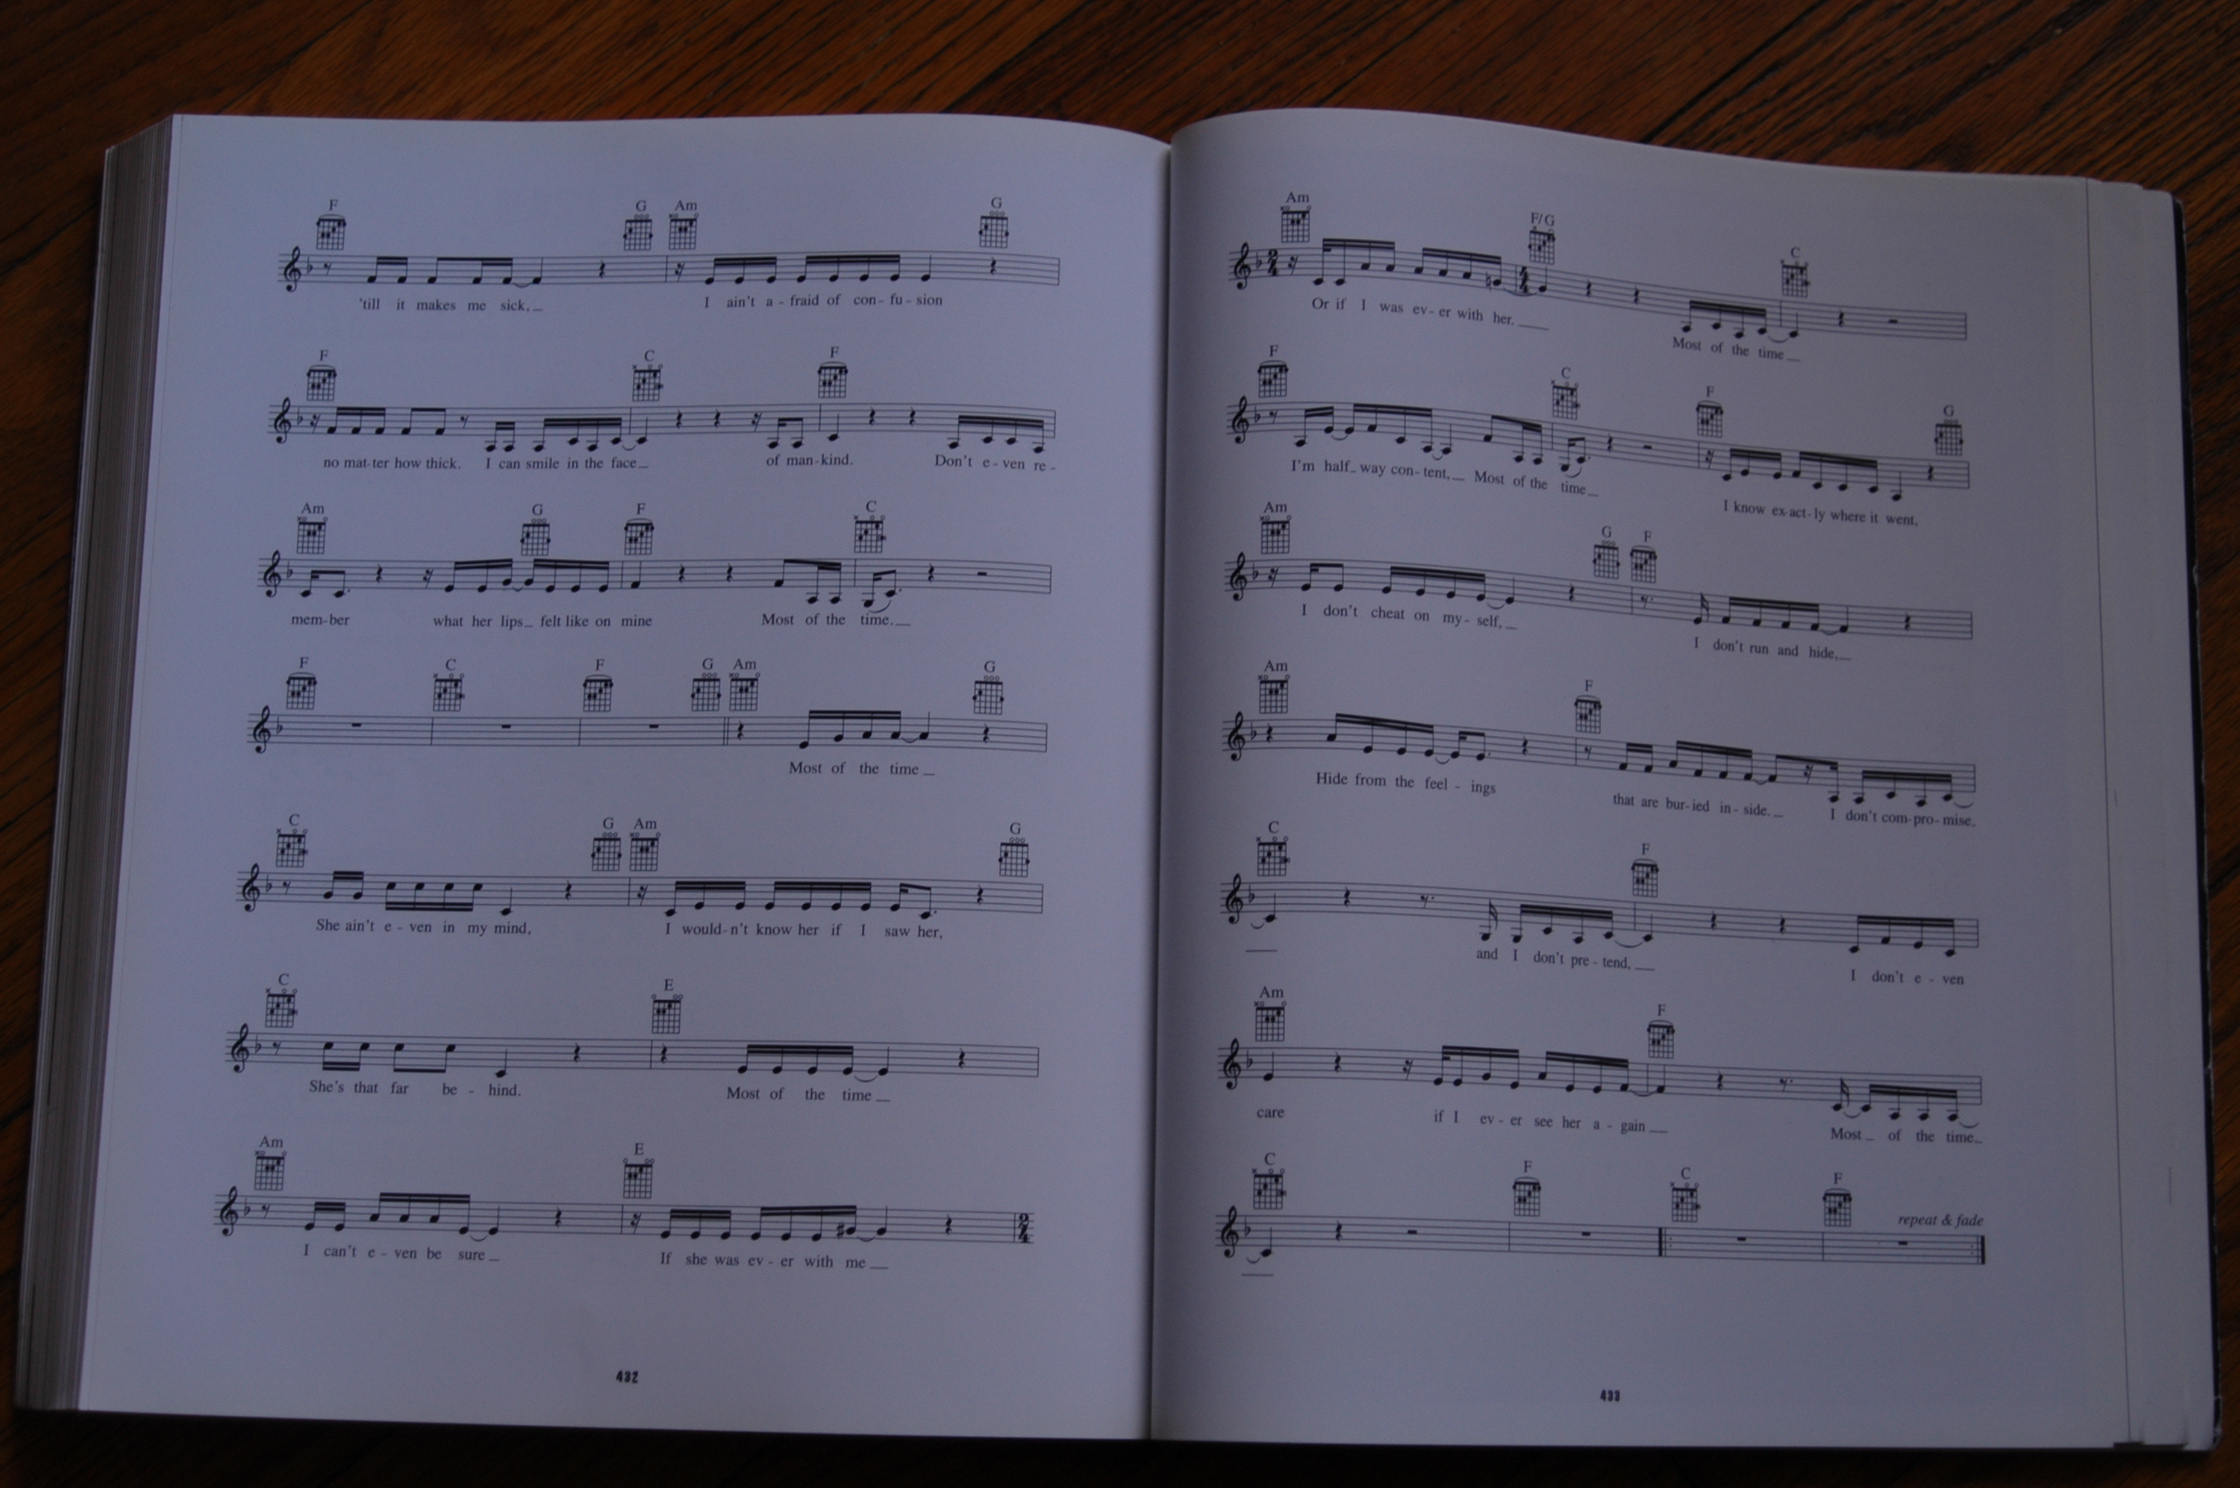 F G Am G
'till it makes me sick, I ain't a - fraid of con - fu - sion
F C F
no mat - ter how thick. I can smile in the face of man - kind. Don't e - ven re -
Am G F C
mem - ber what her lips felt like on mine Most of the time.
F C F G Am G
Most of the time
C G Am G
She ain't e - ven in my mind, I would - n't know her if I saw her,
C E
She's that far be - hind. Most of the time
Am E
I can't e - ven be sure If she was ev - er with me
2/4
432
Am F/G C
2/4 4/4
Or if I was ev - er with her. Most of the time
F C F G
I'm half - way con - tent, Most of the time I know ex - act - ly where it went,
Am G F
I don't cheat on my - self, I don't run and hide,
Am F
Hide from the feel - ings that are bur - ied in - side. I don't com - pro - mise.
C F
and I don't pre - tend, I don't e - ven
Am F
care if I ev - er see her a - gain Most of the time
C F C F
repeat & fade
433